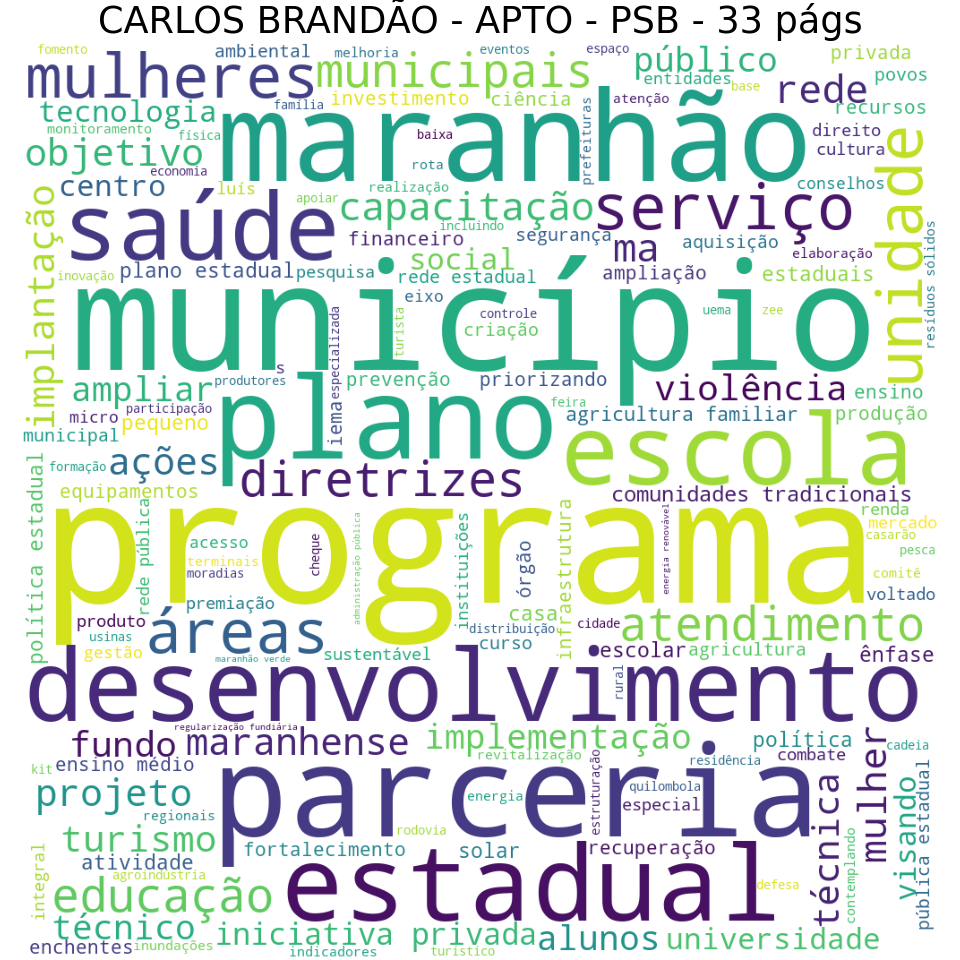 CARLOS BRANDÃO - APTO - PSB - 33 págs
fomento
ambiental
melhoria
eventos
espaço
público
privada
mulheres
municipais
entidades
base
rede
povos
tecnologia
família
investimento
ciência
atenção
recursos
monitoramento
física
maranhão
prefeituras
direito
objetivo
economia
baixa
rota
cultura
unidade
centro
luís
realização
conselhos
implantação
saúde
apoiar
capacitação
incluindo
serviço
financeiro
segurança
ma
aquisição
elaboração
resíduos sólidos
inovação
plano estadual
pesquisa
social
rede estadual
ampliação
estaduais
município
eixo
turista
controle
criação
uema
zee
especializada
s
ampliar
produtores
prevenção
priorizando
violência
ensino
micro
participação
pequeno
plano
iema
feira
agricultura familiar
produção
municipal
escola
formação
ações
diretrizes
política estadual
equipamentos
comunidades tradicionais
renda
programa
rede pública
acesso
cheque
administração pública
instituições
órgão
infraestrutura
energia renovável
mercado
casarão
pesca
terminais
moradias
comitê
premiação
voltado
produto
casa
cidade
atendimento
usinas
áreas
distribuição
gestão
maranhão verde
sustentável
curso
escolar
agricultura
ênfase
desenvolvimento
rural
regularização fundiária
fundo
maranhense
implementação
política
mulher
cadeia
kit
ensino médio
revitalização
residência
combate
projeto
parceria
energia
estruturação
quilombola
especial
técnica
visando
pública estadual
regionais
turismo
rodovia
fortalecimento
solar
recuperação
contemplando
integral
atividade
agroindústria
estadual
defesa
educação
técnico
iniciativa privada
alunos
universidade
enchentes
inundações
indicadores
turístico